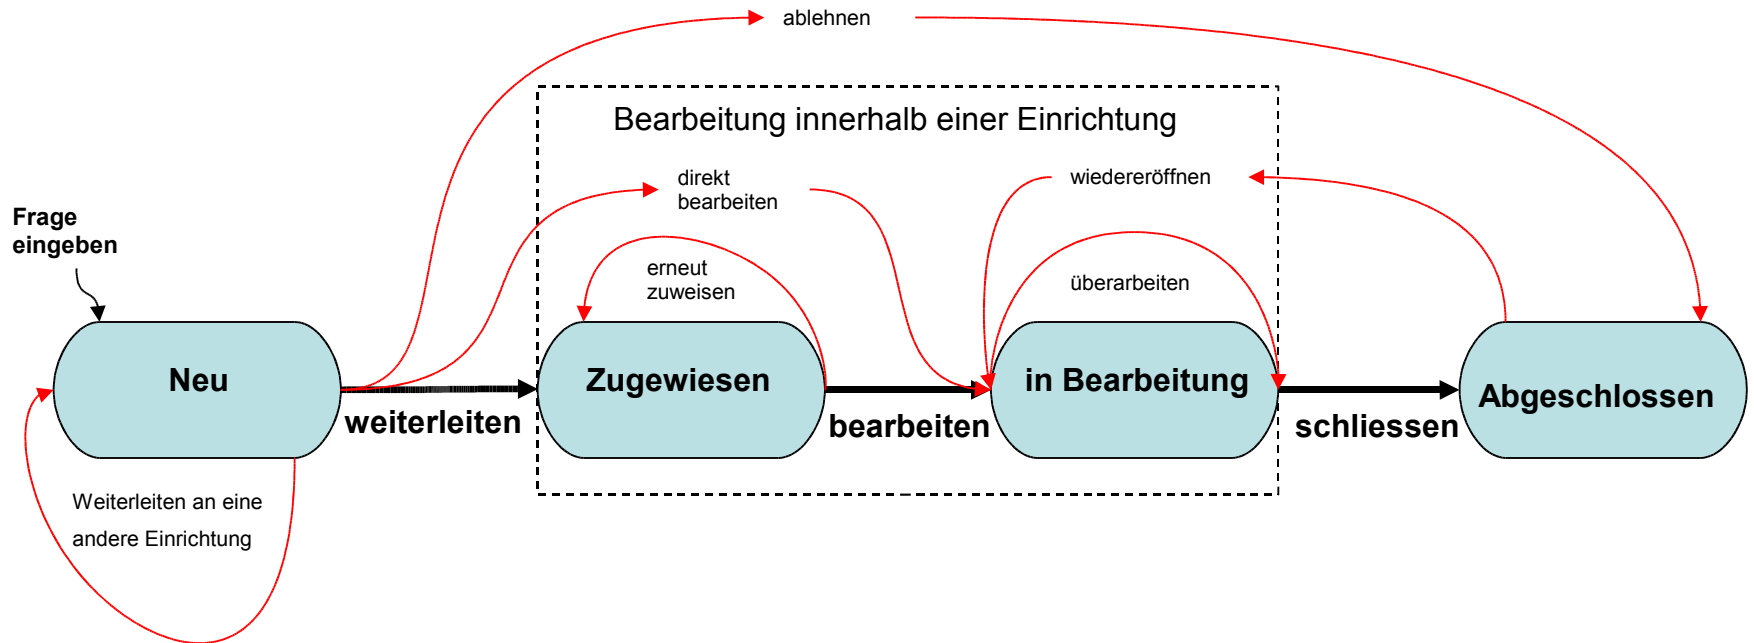 ablehnen
Bearbeitung innerhalb einer Einrichtung
direkt
bearbeiten
wiedereröffnen
Frage
eingeben
erneut
zuweisen
überarbeiten
Neu
Zugewiesen
in Bearbeitung
Abgeschlossen
weiterleiten
bearbeiten
schliessen
Weiterleiten an eine
andere Einrichtung